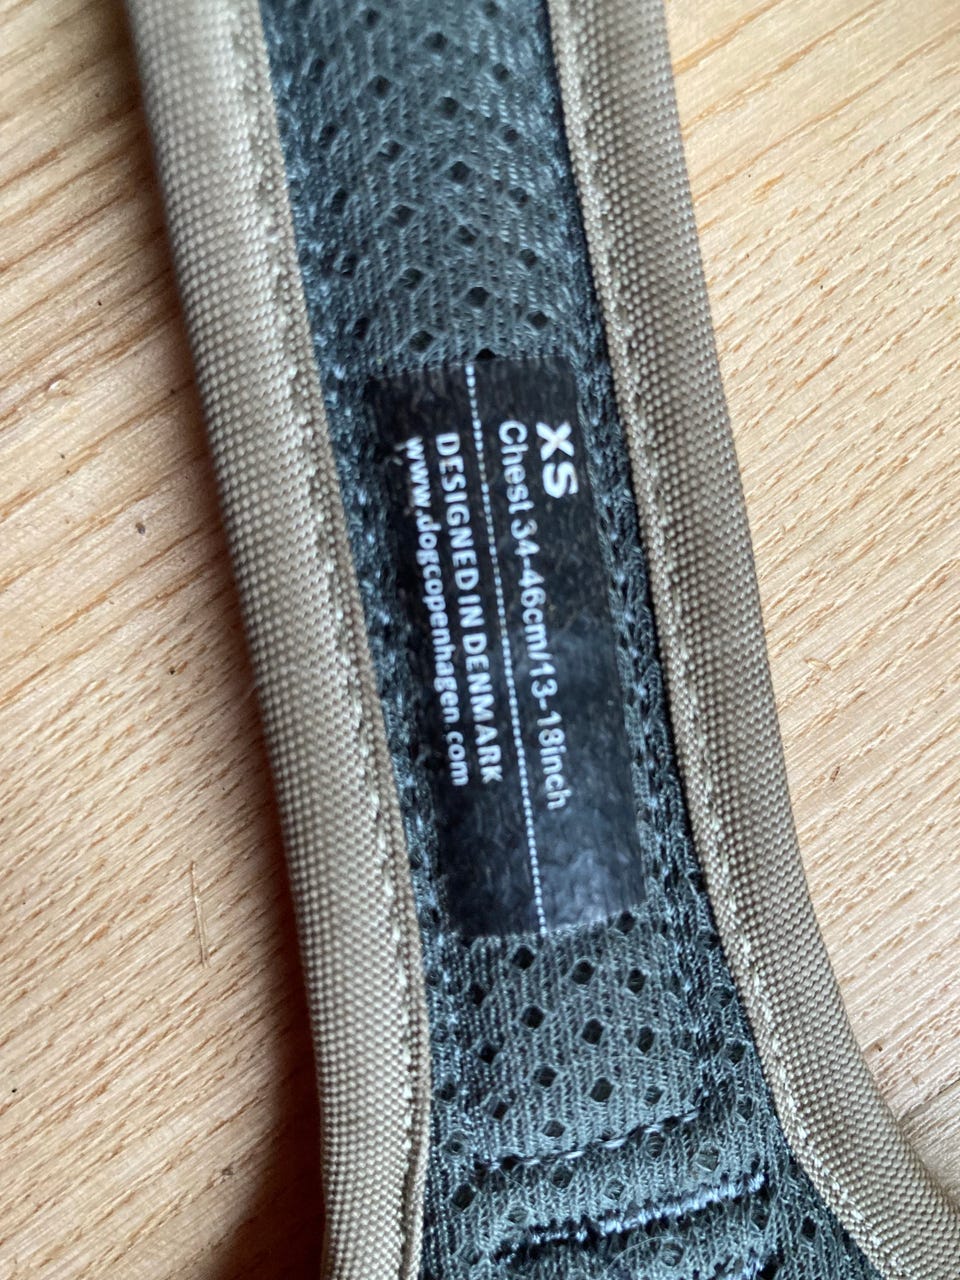 XS
Chest 34-46cm/13-18inch
DESIGNED IN DENMARK
www.dogcopenhagen.com